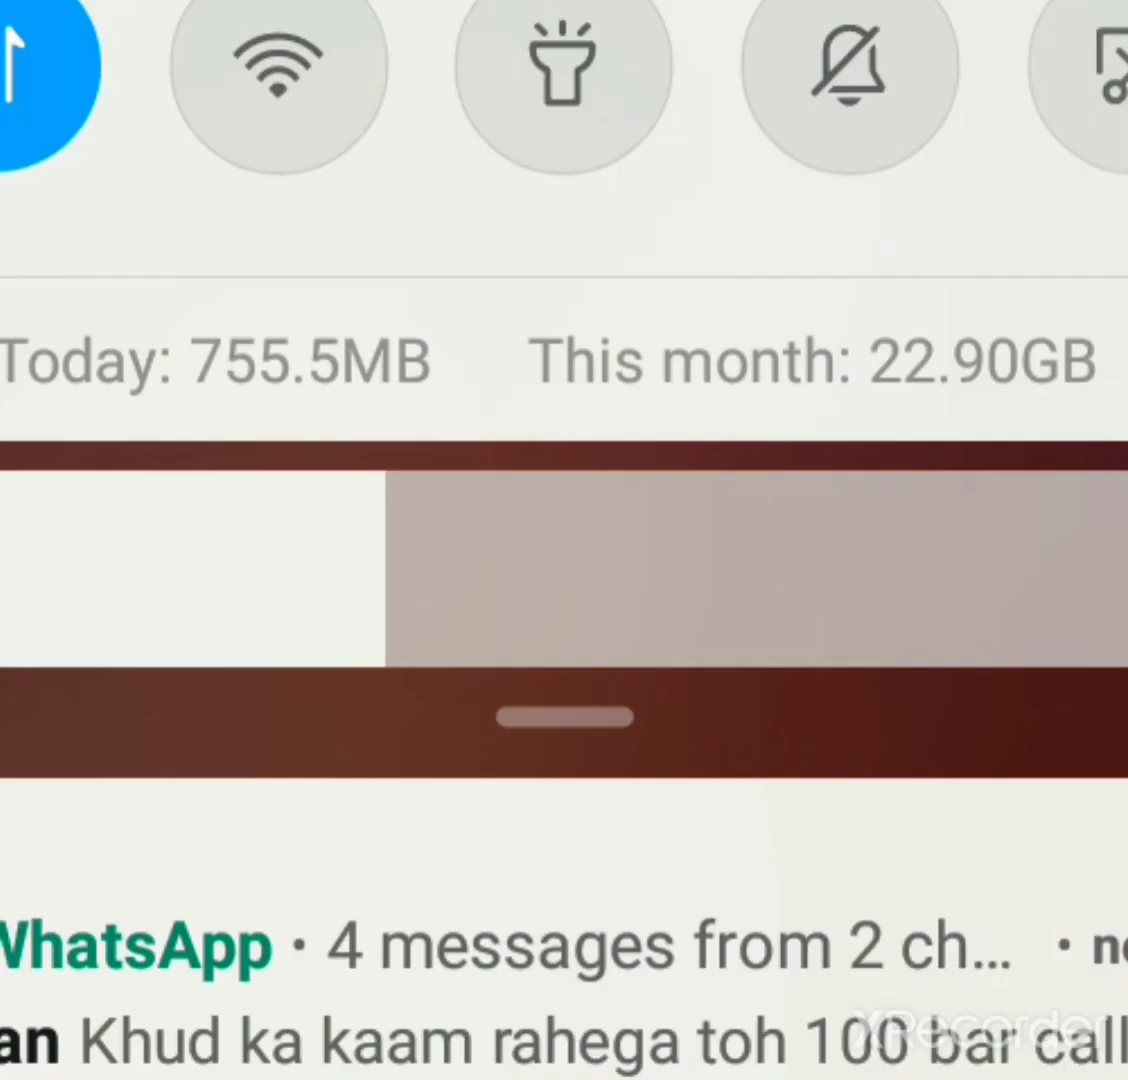 Today: 755.5MB This month: 22.90GB
WhatsApp · 4 messages from 2 ch... ·
Khud ka kaam rahega toh 100 bar call
XRecorder